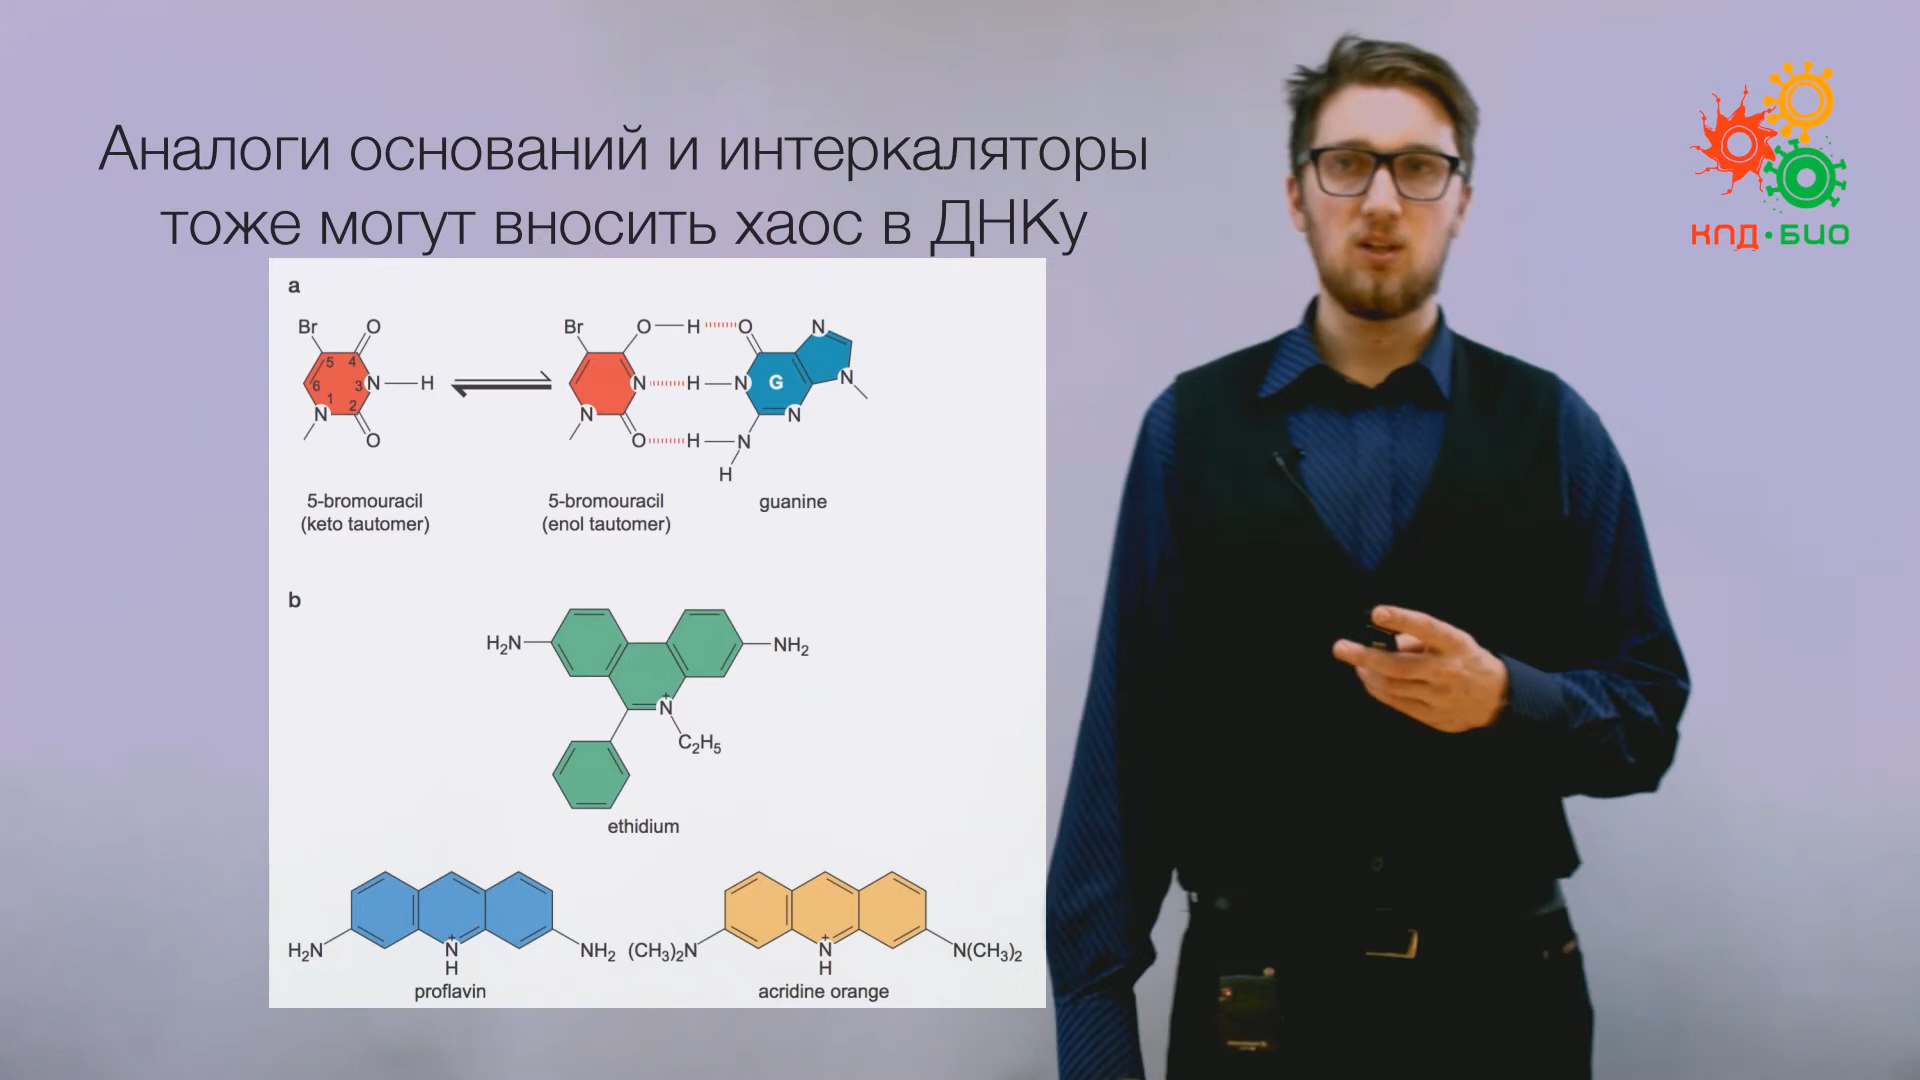 Аналоги оснований и интеркаляторы
тоже могут вносить хаос в ДНКу
КПД·БИО
a
Br O
5 4
6 3 N H
1 2
N O
Br O H O N
N H N G N
N O H N N
H
5-bromouracil
(keto tautomer)
5-bromouracil
(enol tautomer)
guanine
b
H₂N NH₂
+
N
C₂H₅
ethidium
H₂N + N H NH₂
proflavin
(CH₃)₂N + N H N(CH₃)₂
acridine orange